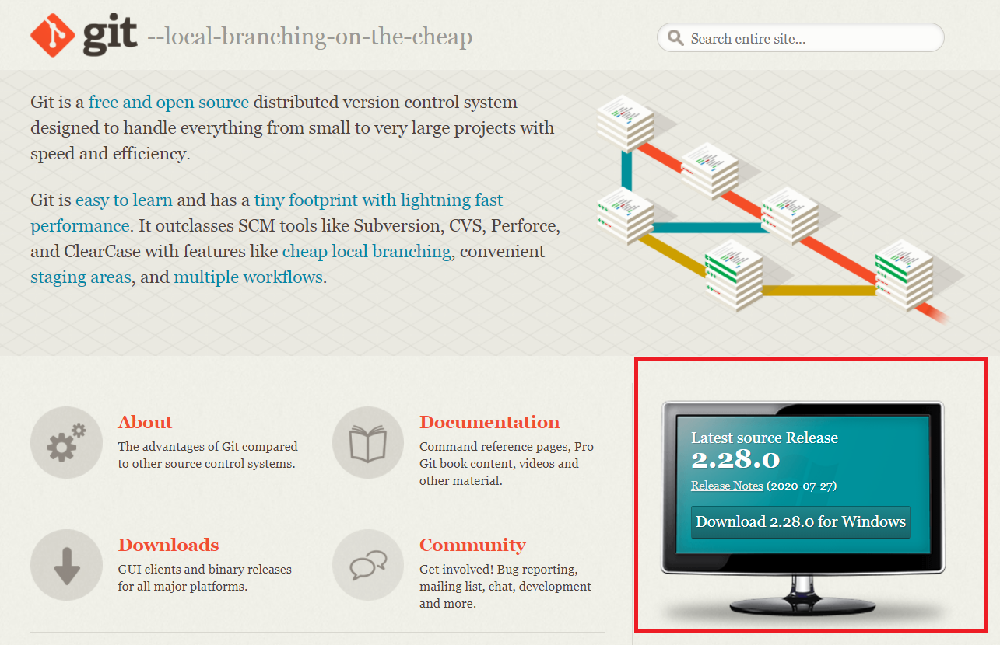 git --local-branching-on-the-cheap
Search entire site...
Git is a free and open source distributed version control system
designed to handle everything from small to very large projects with
speed and efficiency.
Git is easy to learn and has a tiny footprint with lightning fast
performance. It outclasses SCM tools like Subversion, CVS, Perforce,
and ClearCase with features like cheap local branching, convenient
staging areas, and multiple workflows.
About
The advantages of Git compared
to other source control systems.
Documentation
Command reference pages, Pro
Git book content, videos and
other material.
Downloads
GUI clients and binary releases
for all major platforms.
Community
Get involved! Bug reporting,
mailing list, chat, development
and more.
Latest source Release
2.28.0
Release Notes (2020-07-27)
Download 2.28.0 for Windows